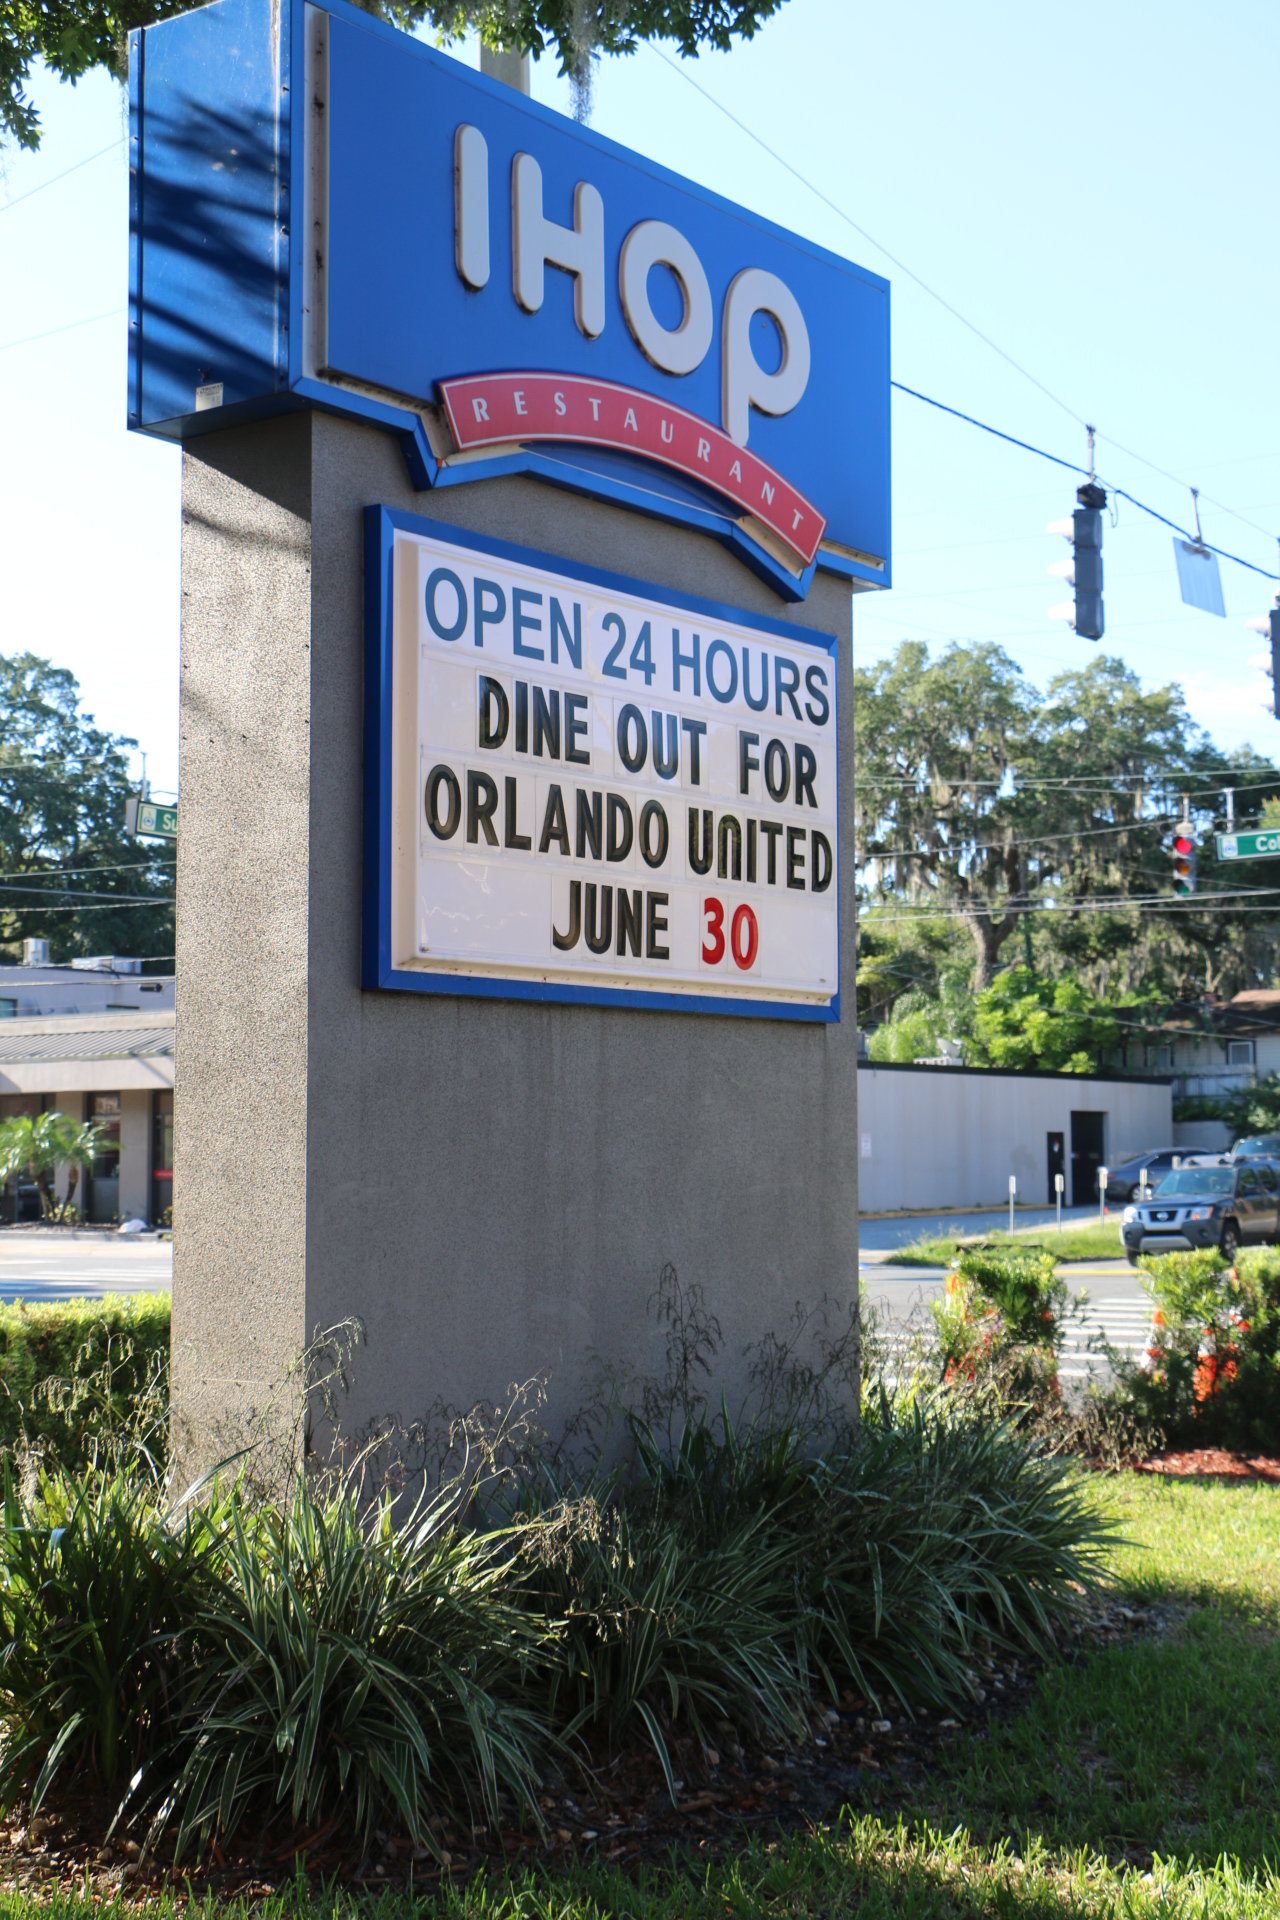 IHOP
RESTAURANT
OPEN 24 HOURS
DINE OUT FOR
ORLANDO UNITED
JUNE 30